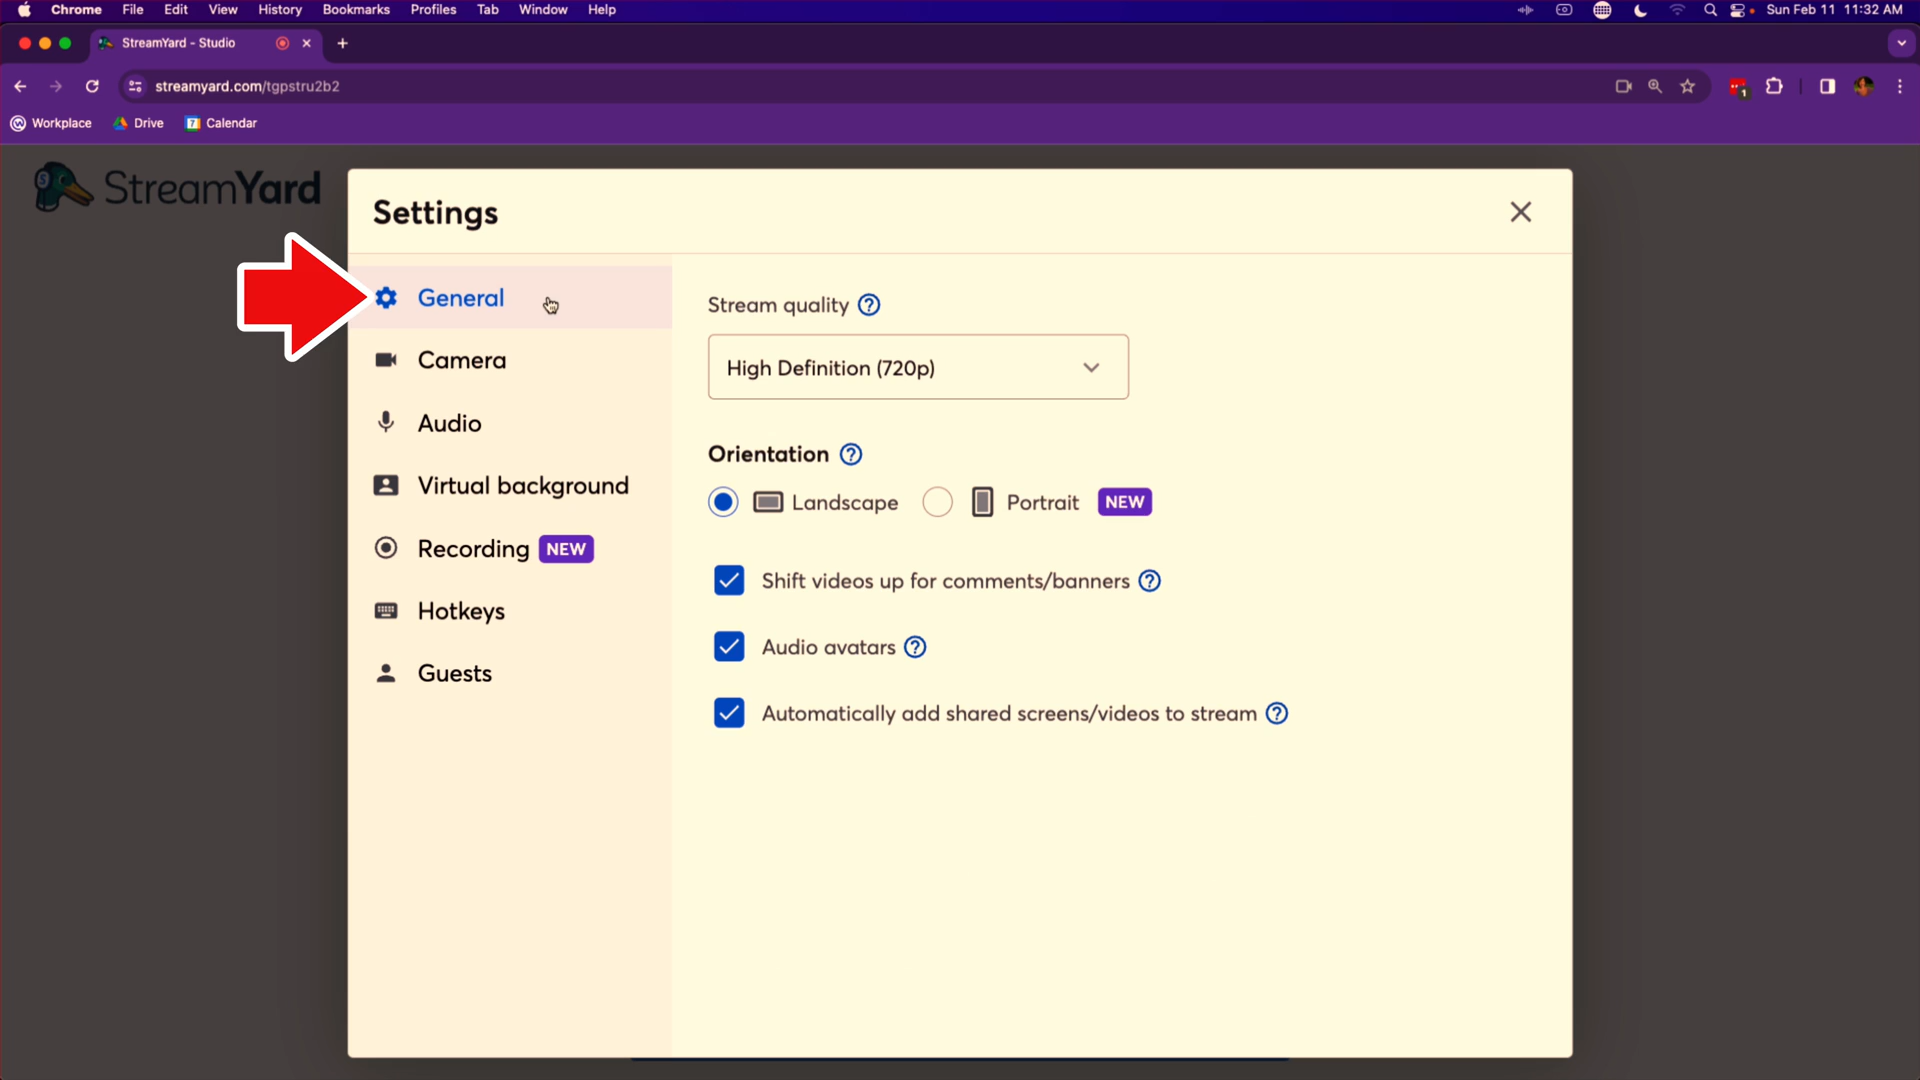 Chrome File Edit View History Bookmarks Profiles Tab Window Help Sun Feb 11 11:32 AM
StreamYard - Studio
streamyard.com/tgpstru2b2
1
Workplace Drive 7 Calendar
S StreamYard
Settings
General
Camera
Audio
Virtual background
Recording NEW
Hotkeys
Guests
Stream quality ?
High Definition (720p)
Orientation ?
Landscape Portrait NEW
Shift videos up for comments/banners ?
Audio avatars ?
Automatically add shared screens/videos to stream ?